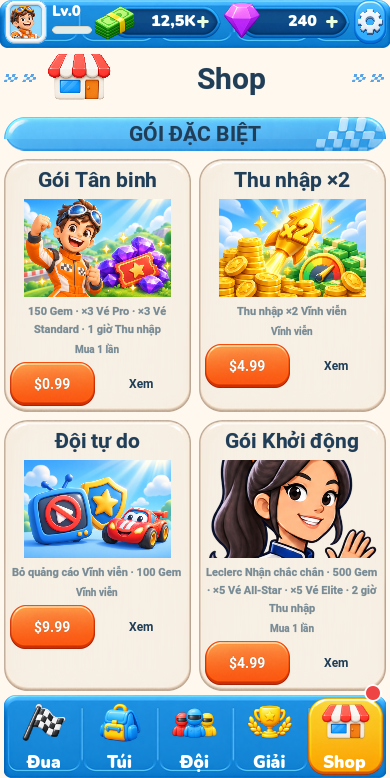 Lv.0
12,5K+
240 +
Shop
GÓI ĐẶC BIỆT
Gói Tân binh
150 Gem · ×3 Vé Pro · ×3 Vé
Standard · 1 giờ Thu nhập
Mua 1 lần
$0.99
Xem
Thu nhập ×2
×2
Thu nhập ×2 Vĩnh viễn
Vĩnh viễn
$4.99
Xem
Đội tự do
Bỏ quảng cáo Vĩnh viễn · 100 Gem
Vĩnh viễn
$9.99
Xem
Gói Khởi động
Leclerc Nhận chắc chắn · 500 Gem
· ×5 Vé All-Star · ×5 Vé Elite · 2 giờ
Thu nhập
Mua 1 lần
$4.99
Xem
Đua
Túi
Đội
Giải
Shop